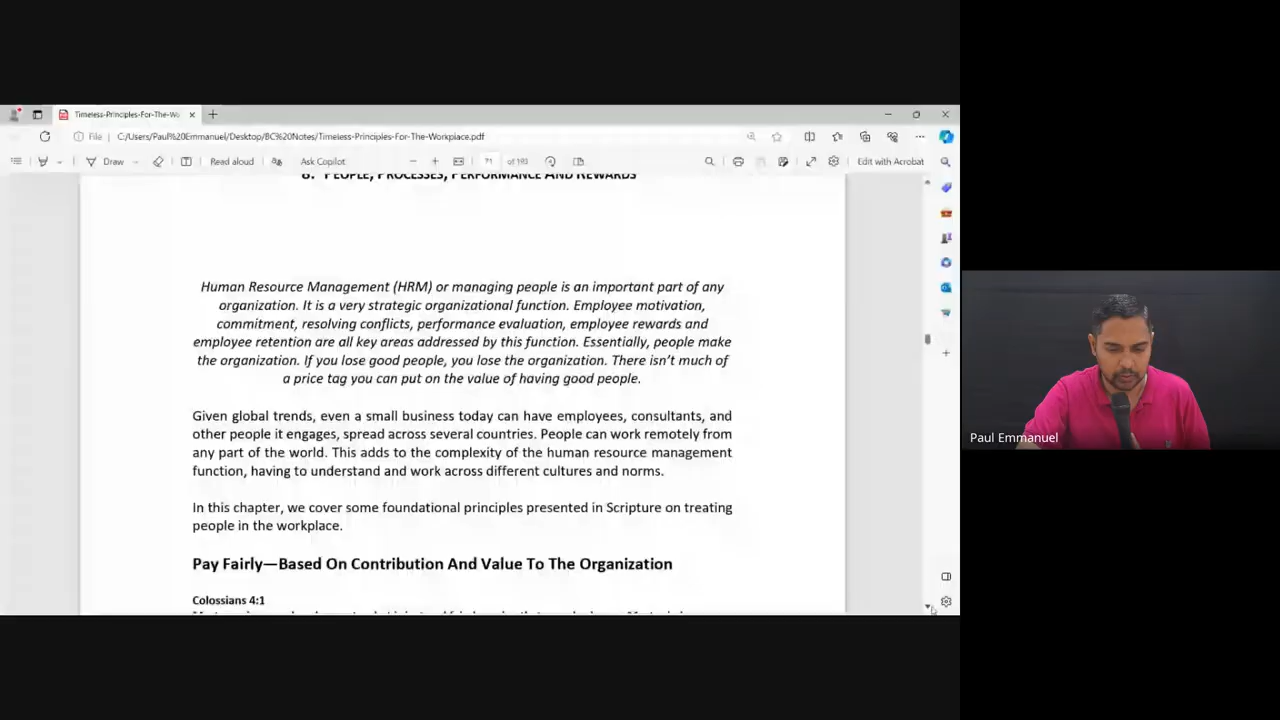 Timeless-Principles-For-The-Wo
File C:/Users/Paul%20Emmanuel/Desktop/BC%20Notes/Timeless-Principles-For-The-Workplace.pdf
Draw Read aloud Ask Copilot 71 of 193 Edit with Acrobat
6. PEOPLE, PROCESSES, PERFORMANCE AND REWARDS
Human Resource Management (HRM) or managing people is an important part of any
organization. It is a very strategic organizational function. Employee motivation,
commitment, resolving conflicts, performance evaluation, employee rewards and
employee retention are all key areas addressed by this function. Essentially, people make
the organization. If you lose good people, you lose the organization. There isn't much of
a price tag you can put on the value of having good people.
Given global trends, even a small business today can have employees, consultants, and
other people it engages, spread across several countries. People can work remotely from
any part of the world. This adds to the complexity of the human resource management
function, having to understand and work across different cultures and norms.
In this chapter, we cover some foundational principles presented in Scripture on treating
people in the workplace.
Pay Fairly—Based On Contribution And Value To The Organization
Colossians 4:1
Paul Emmanuel